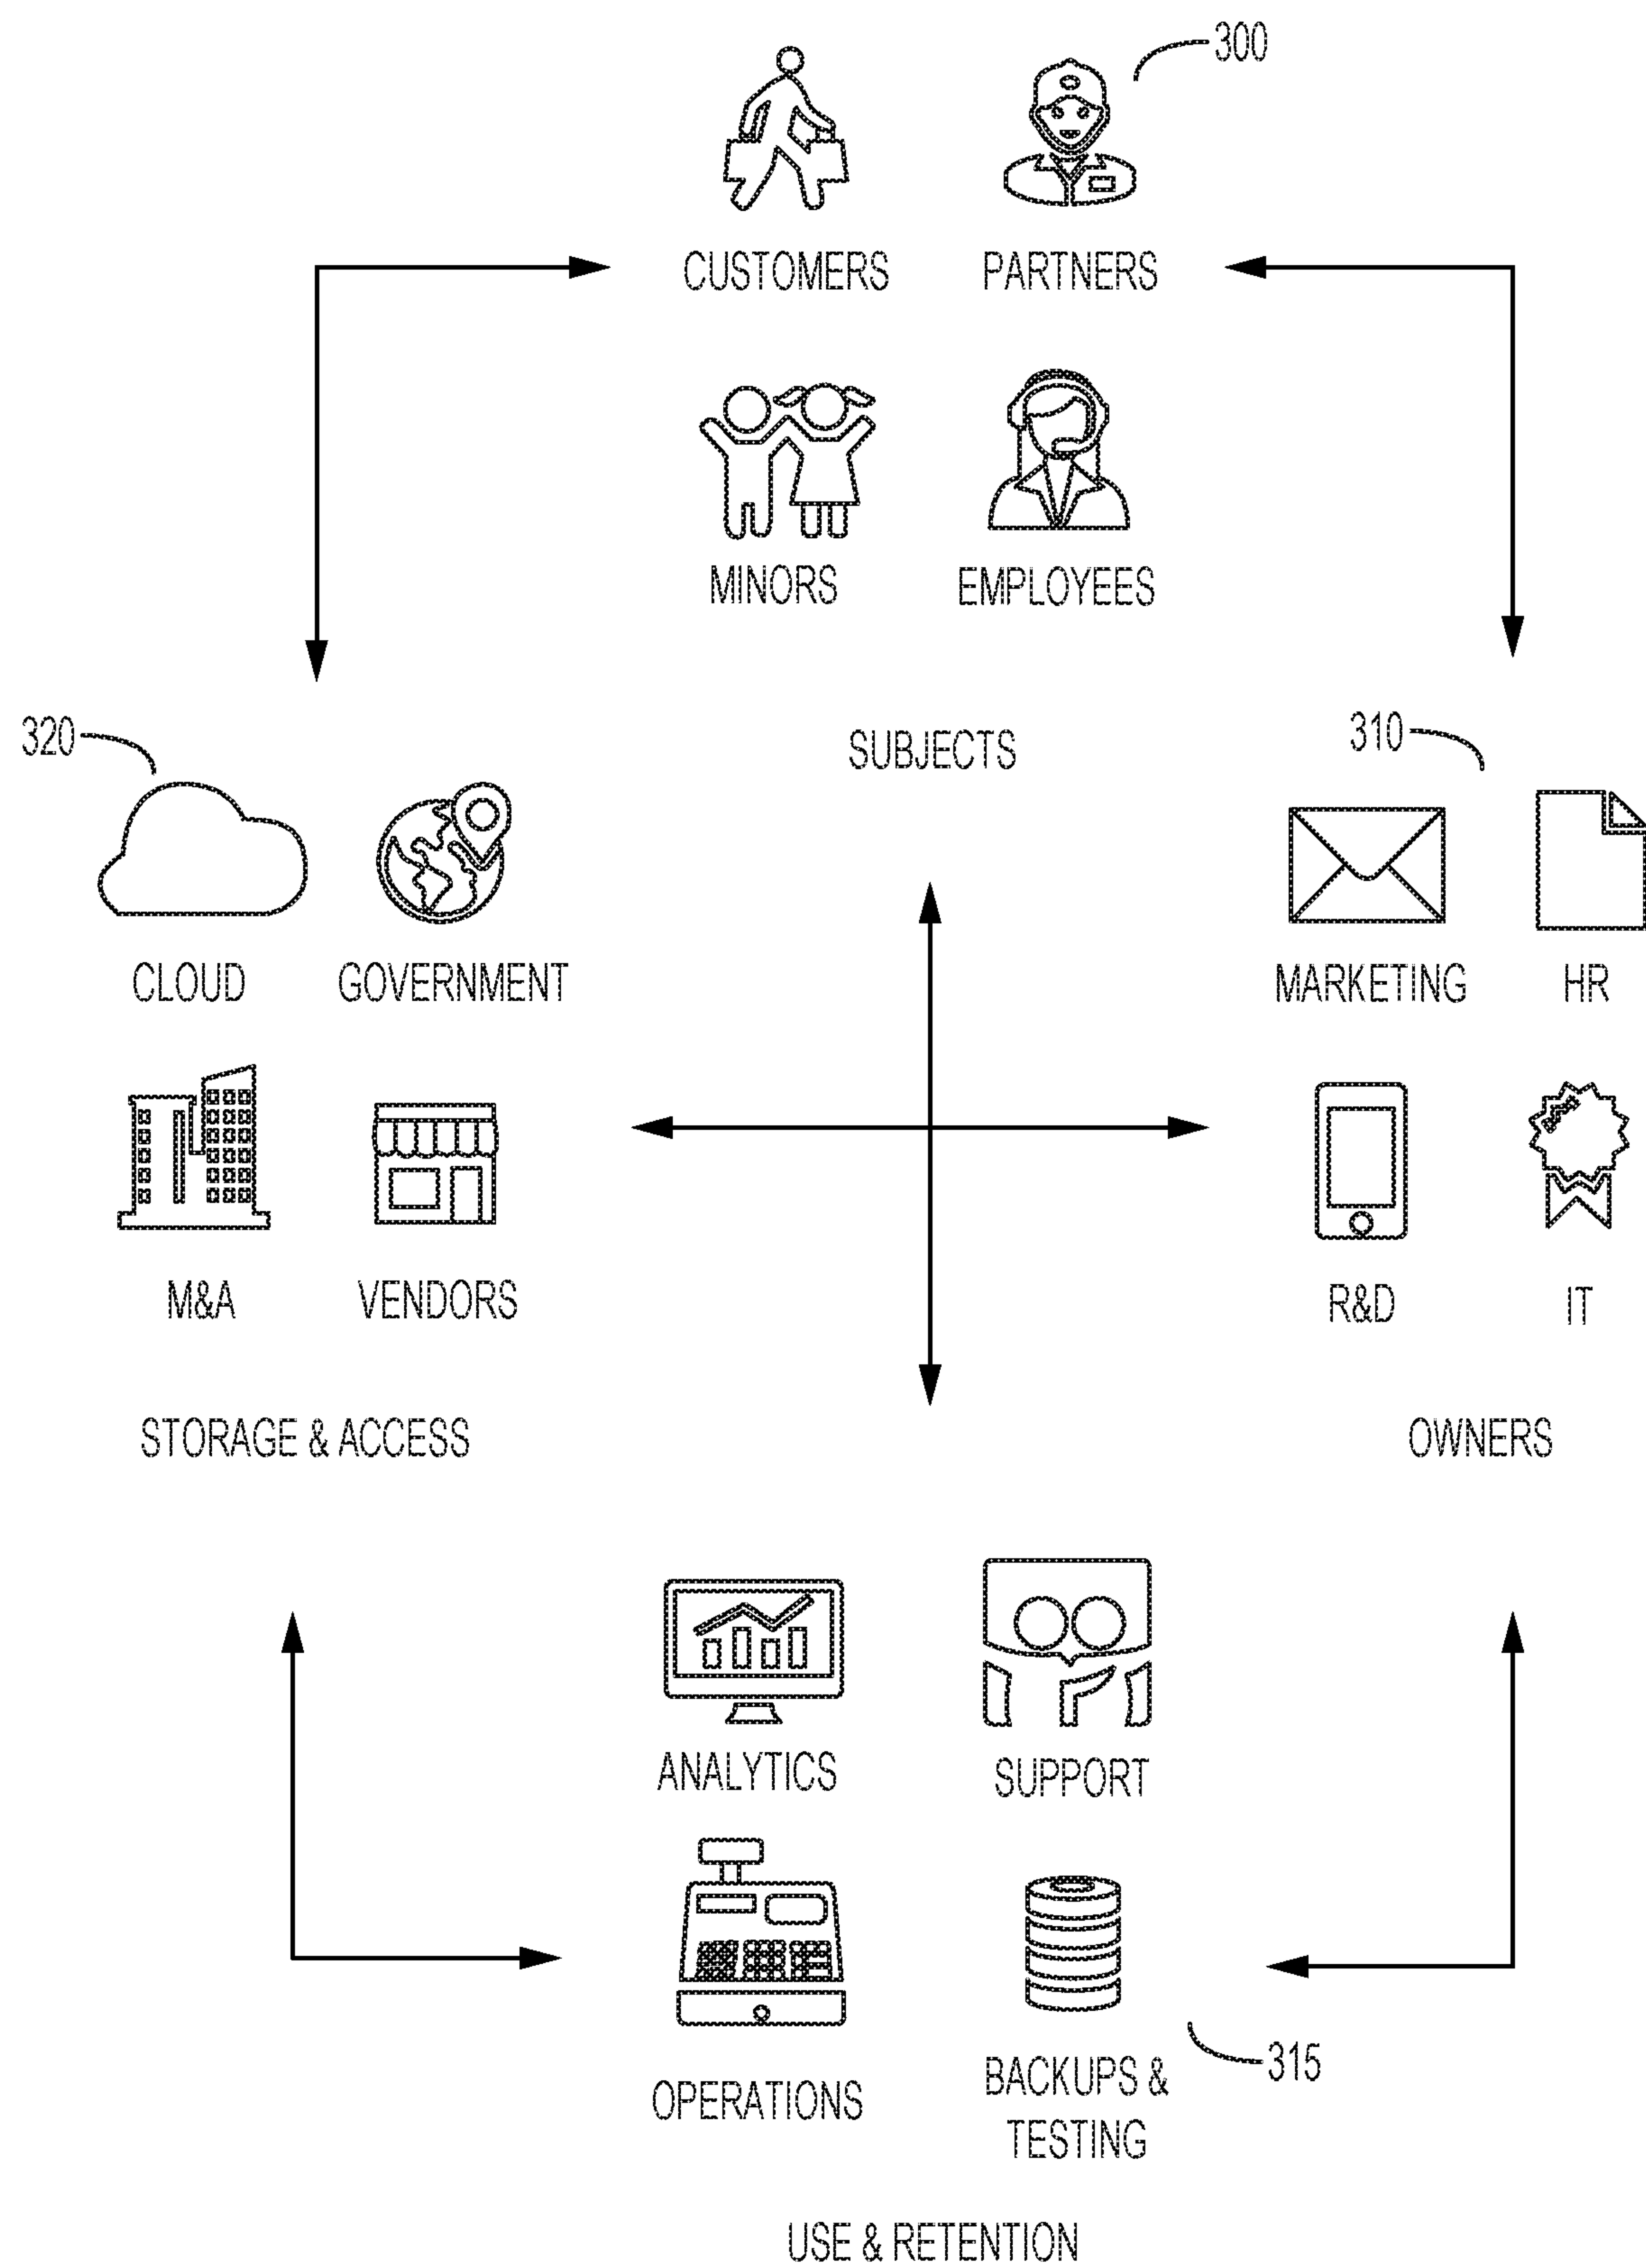 300
CUSTOMERS
PARTNERS
MINORS
EMPLOYEES
SUBJECTS
320
CLOUD
GOVERNMENT
M&A
VENDORS
STORAGE & ACCESS
310
MARKETING
HR
R&D
IT
OWNERS
ANALYTICS
SUPPORT
OPERATIONS
BACKUPS &
TESTING
315
USE & RETENTION